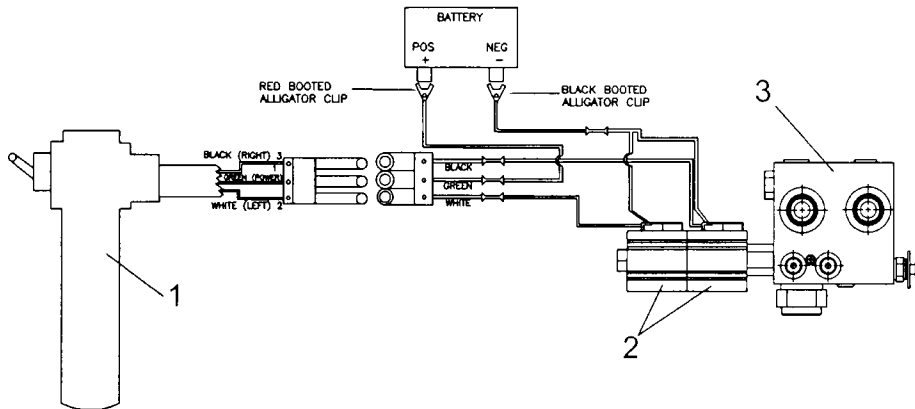 BATTERY
POS
NEG
+
−
RED BOOTED
ALLIGATOR CLIP
BLACK BOOTED
ALLIGATOR CLIP
3
BLACK (RIGHT) 3
1
GREEN (POWER)
WHITE (LEFT) 2
BLACK
GREEN
WHITE
1
2